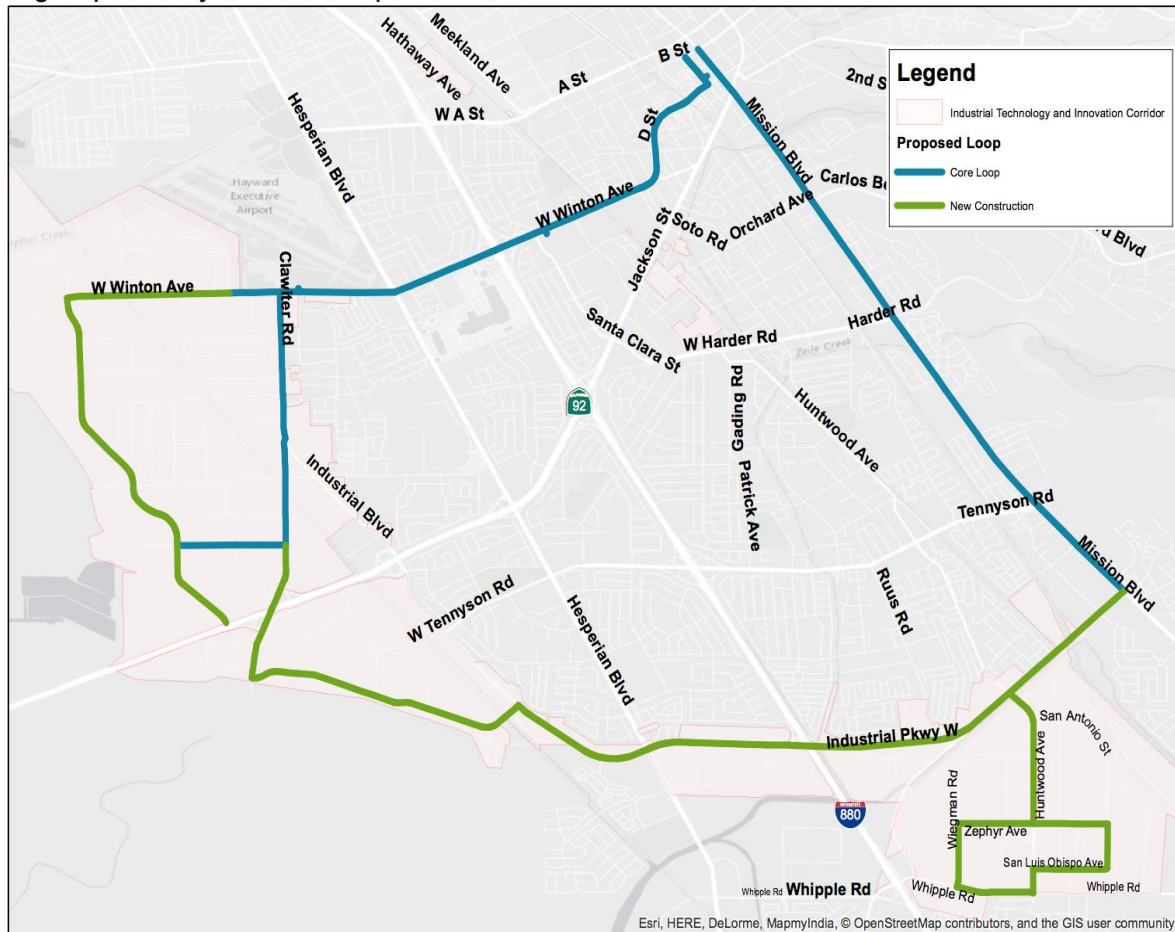 Meekland Ave
Hathaway Ave
B St
A St
W A St
2nd S
Legend
Industrial Technology and Innovation Corridor
Proposed Loop
Core Loop
New Construction
Hesperian Blvd
D St
Mission Blvd
Carlos Be
rd Blvd
Hayward
Executive
Airport
W Winton Ave
Soto Rd
Orchard Ave
Jackson St
W Winton Ave
Clawiter Rd
Santa Clara St
W Harder Rd
Harder Rd
Zeile Creek
92
Gading Rd
Huntwood Ave
Industrial Blvd
Patrick Ave
Tennyson Rd
Mission Blvd
W Tennyson Rd
Hesperian Blvd
Ruus Rd
Industrial Pkwy W
San Antonio St
Huntwood Ave
Wiegman Rd
880
Zephyr Ave
San Luis Obispo Ave
Whipple Rd
Whipple Rd
Whipple Rd
Whipple Rd
Esri, HERE, DeLorme, MapmyIndia, © OpenStreetMap contributors, and the GIS user community